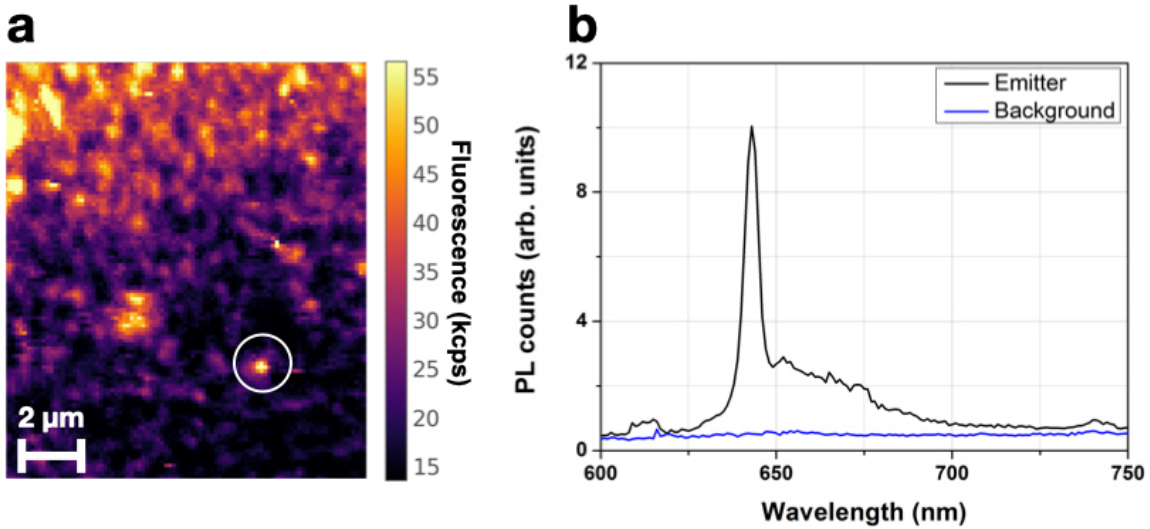 a
55
50
45
40
35
30
25
20
15
Fluorescence (kcps)
2 μm
b
12
8
4
0
PL counts (arb. units)
Emitter
Background
600
650
700
750
Wavelength (nm)